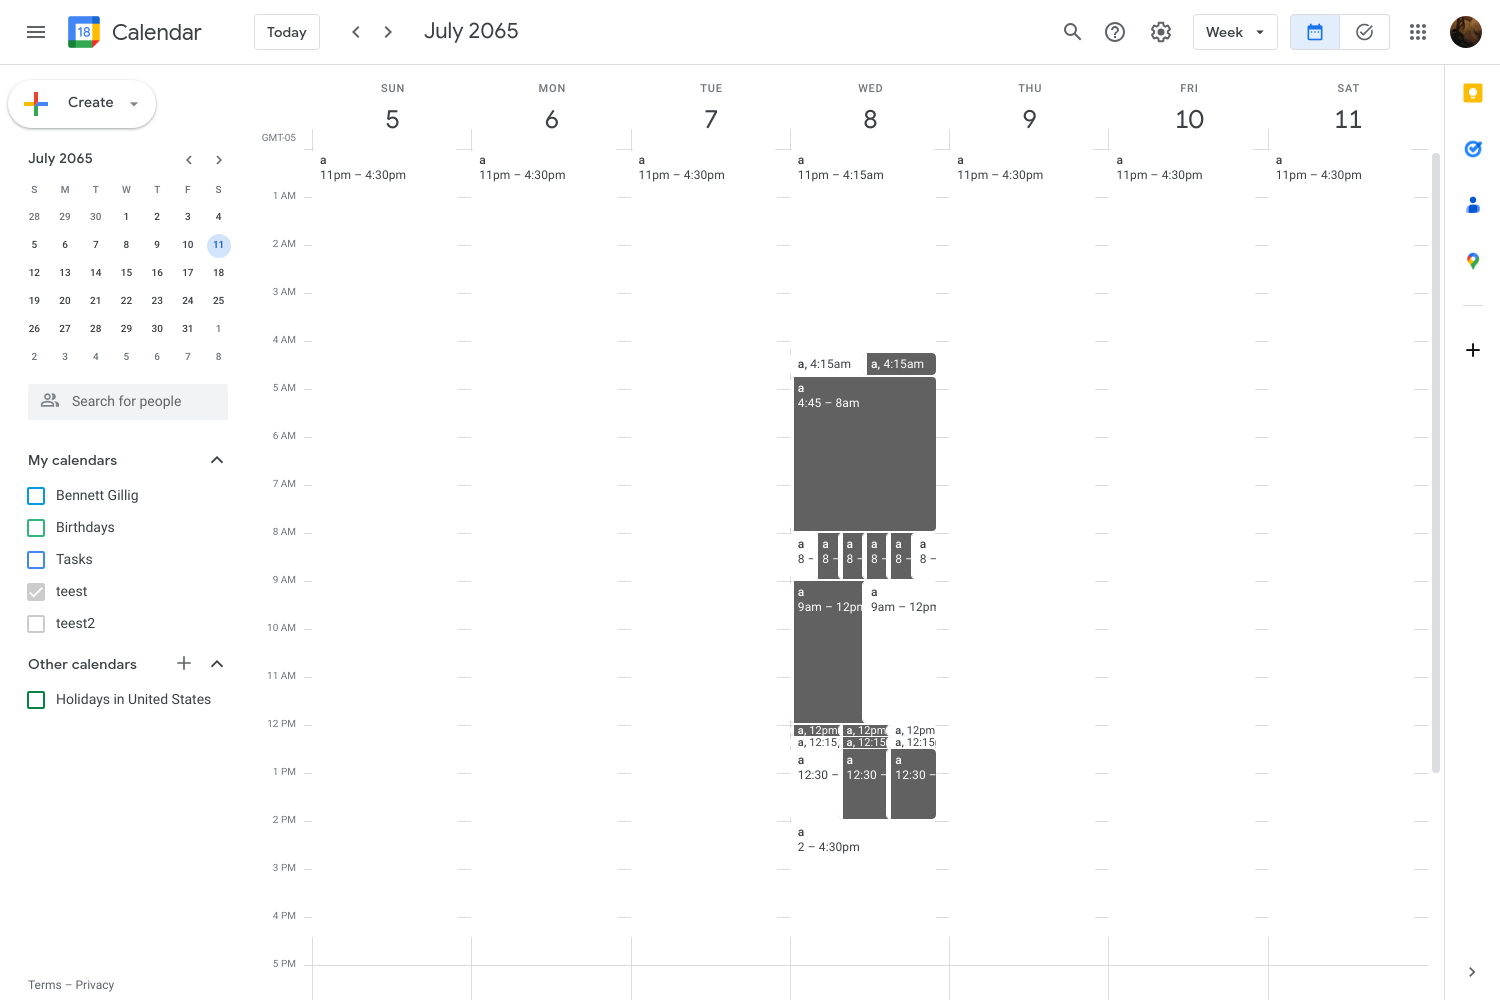 18 Calendar
Today
July 2065
Week
Create
July 2065
S M T W T F S
28 29 30 1 2 3 4
5 6 7 8 9 10 11
12 13 14 15 16 17 18
19 20 21 22 23 24 25
26 27 28 29 30 31 1
2 3 4 5 6 7 8
Search for people
My calendars
Bennett Gillig
Birthdays
Tasks
teest
teest2
Other calendars
Holidays in United States
Terms – Privacy
SUN MON TUE WED THU FRI SAT
5 6 7 8 9 10 11
GMT-05
a a a a a a a
11pm – 4:30pm 11pm – 4:30pm 11pm – 4:30pm 11pm – 4:15am 11pm – 4:30pm 11pm – 4:30pm 11pm – 4:30pm
1 AM
2 AM
3 AM
4 AM
a, 4:15am a, 4:15am
5 AM
a
4:45 – 8am
6 AM
7 AM
8 AM
a a a a a a
8 – 8 – 8 – 8 – 8 – 8 –
9 AM
a a
9am – 12pm 9am – 12pm
10 AM
11 AM
12 PM
a, 12pm a, 12pm a, 12pm
a, 12:15, a, 12:15 a, 12:15
a a a
12:30 – 12:30 – 12:30 –
1 PM
2 PM
a
2 – 4:30pm
3 PM
4 PM
5 PM